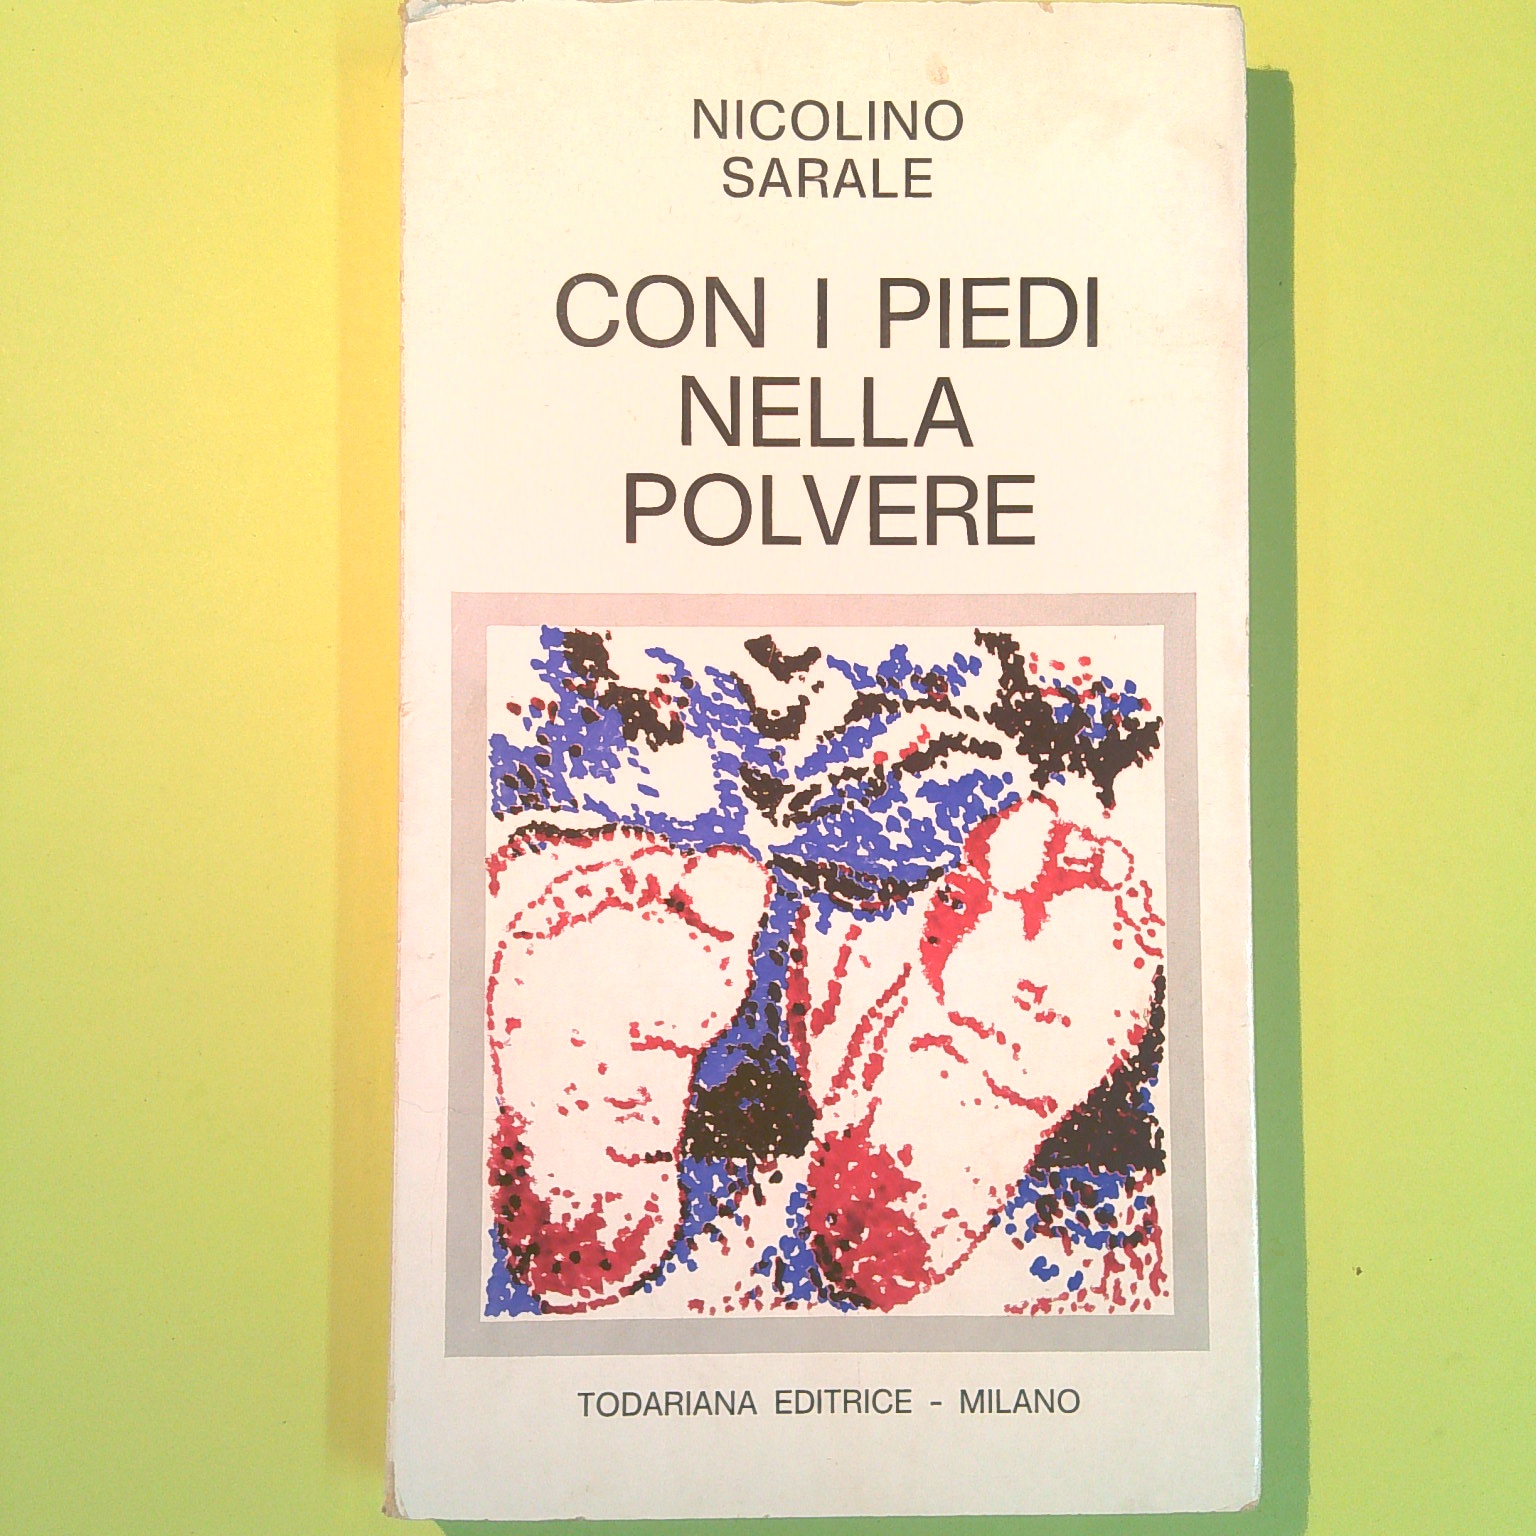 NICOLINO
SARALE
CON I PIEDI
NELLA
POLVERE
TODARIANA EDITRICE - MILANO